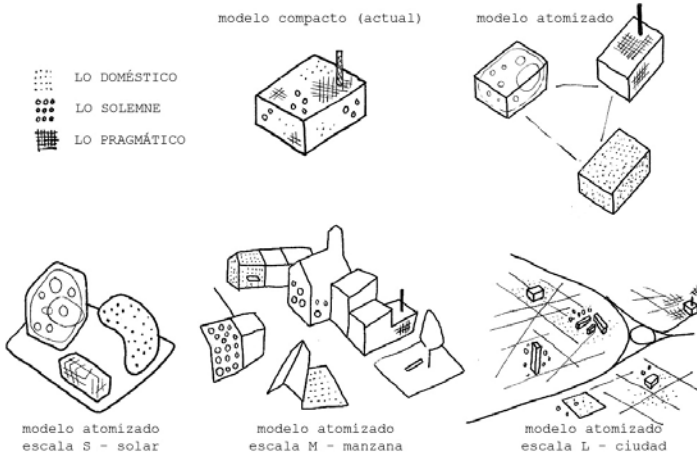 modelo compacto (actual)
modelo atomizado
LO DOMÉSTICO
LO SOLEMNE
LO PRAGMÁTICO
modelo atomizado
escala S - solar
modelo atomizado
escala M - manzana
modelo atomizado
escala L - ciudad